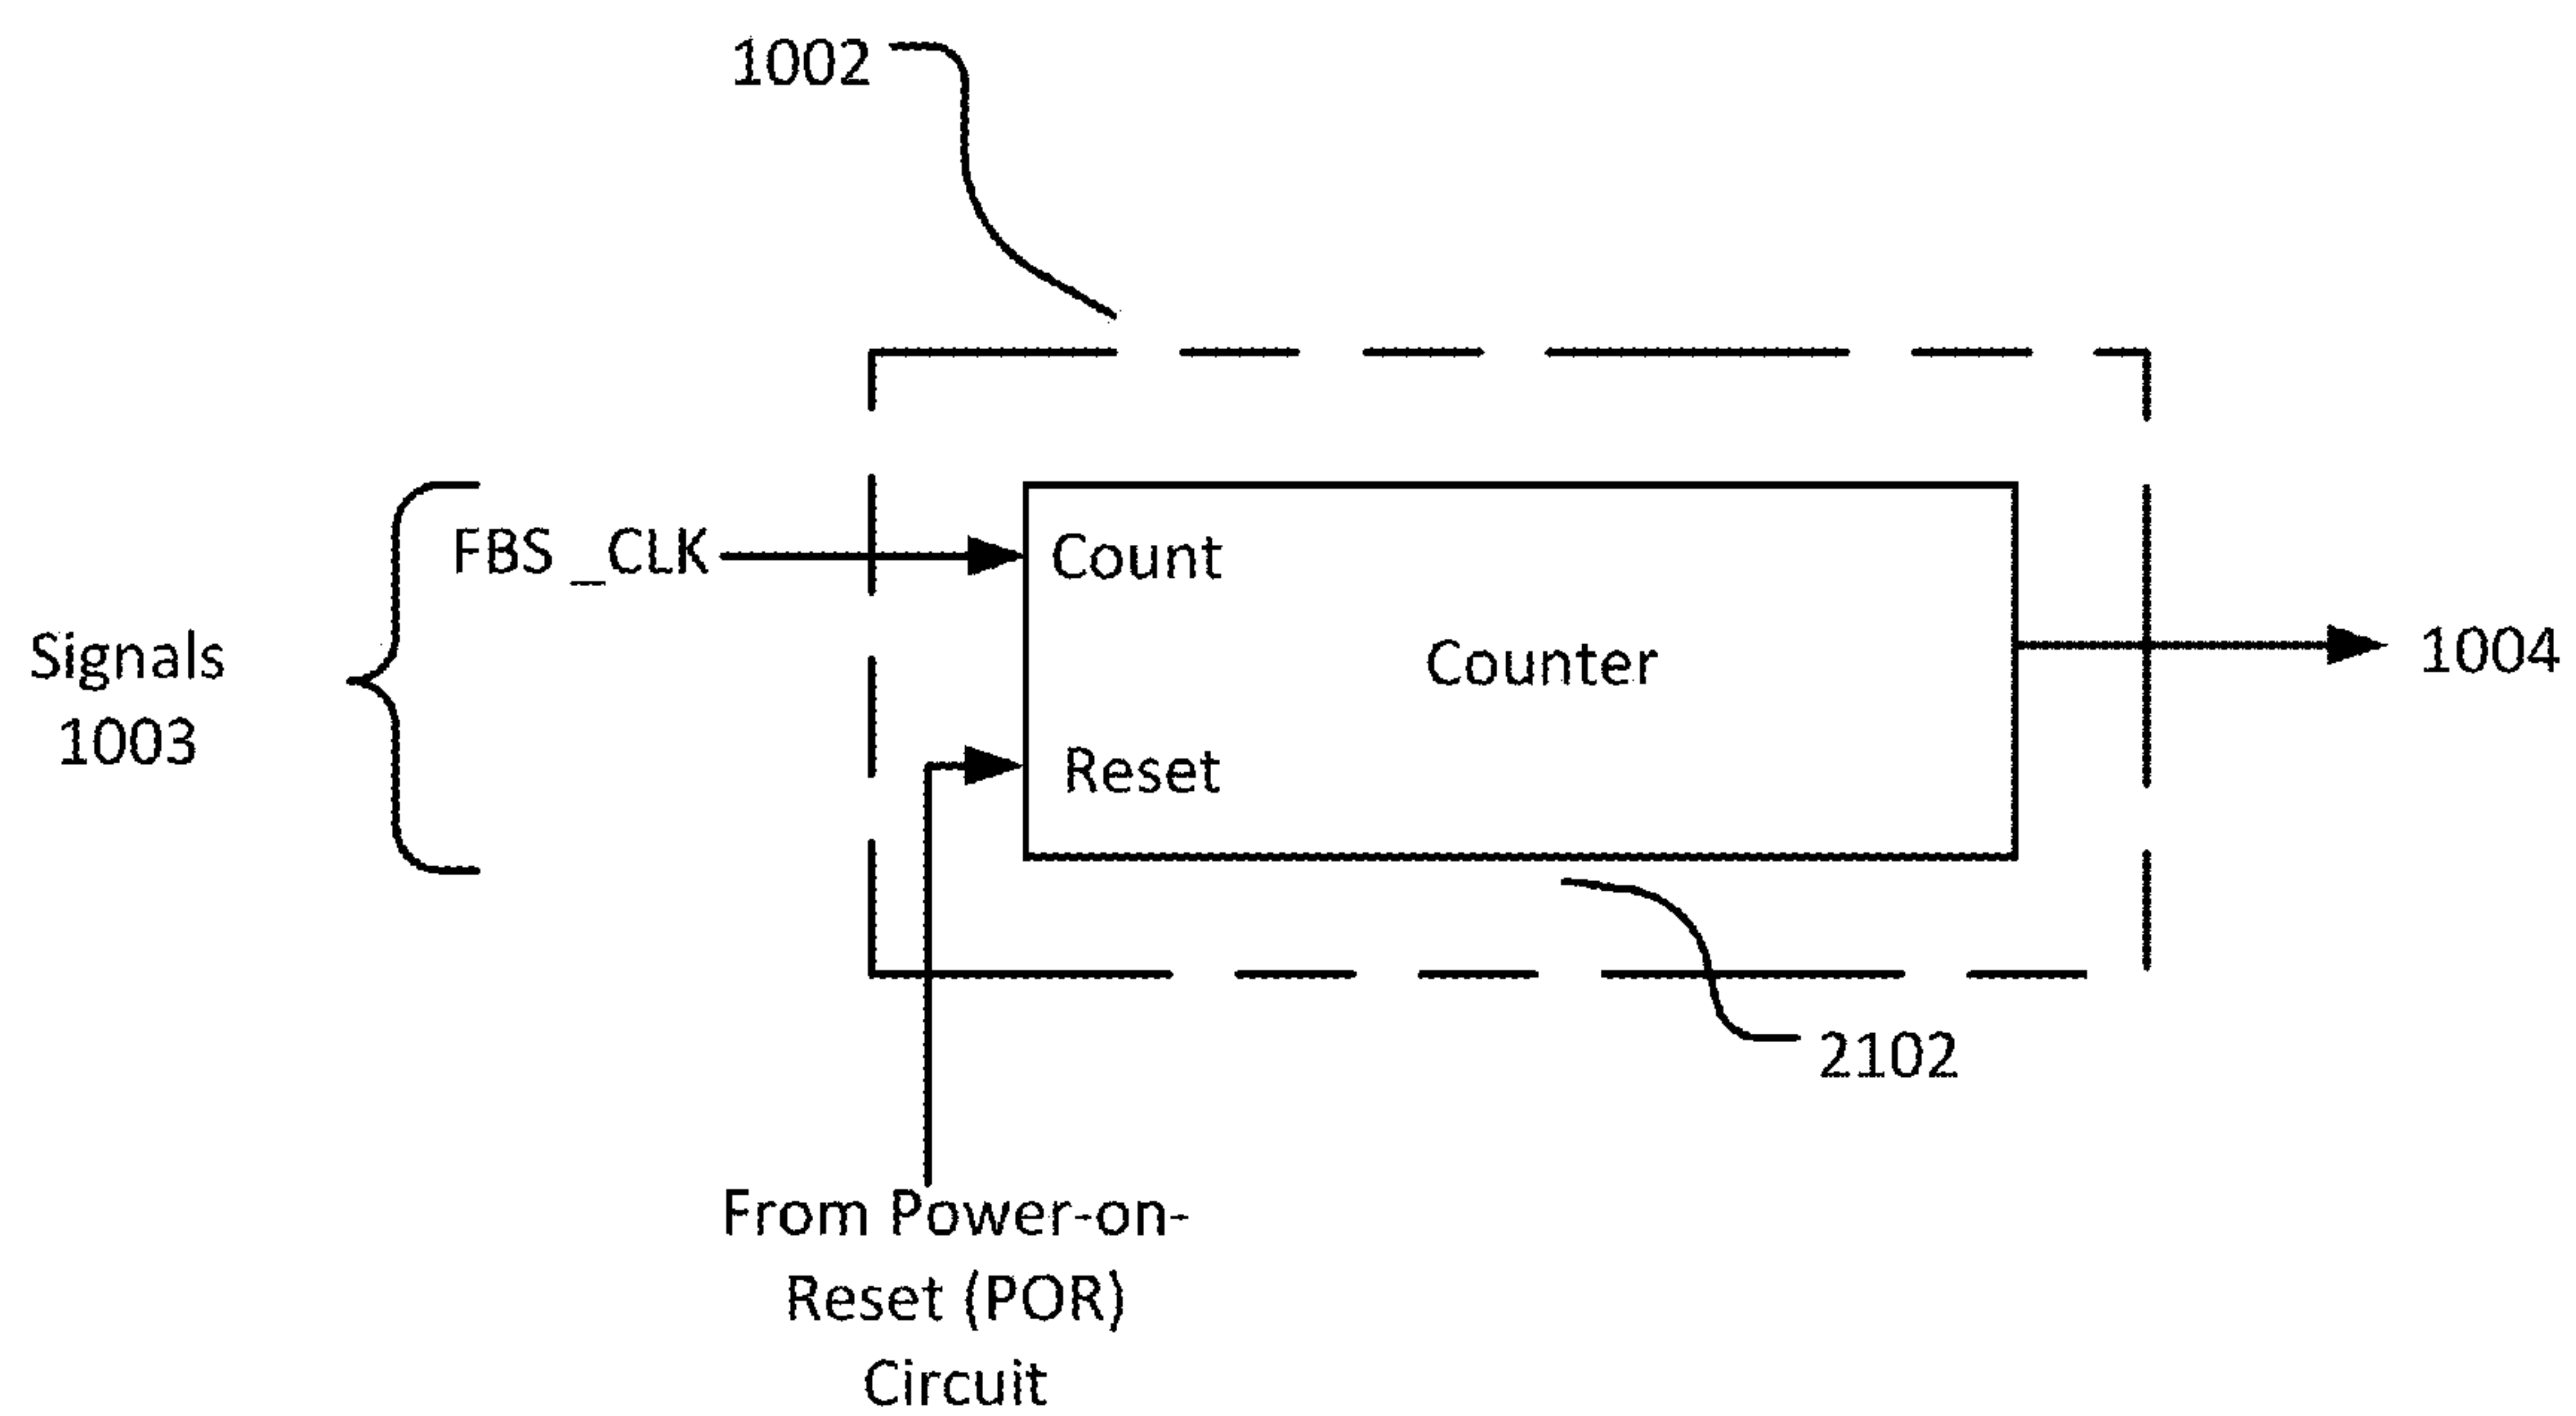 1002
FBS _CLK
Count
Signals
1003
Counter
1004
Reset
2102
From Power-on-
Reset (POR)
Circuit